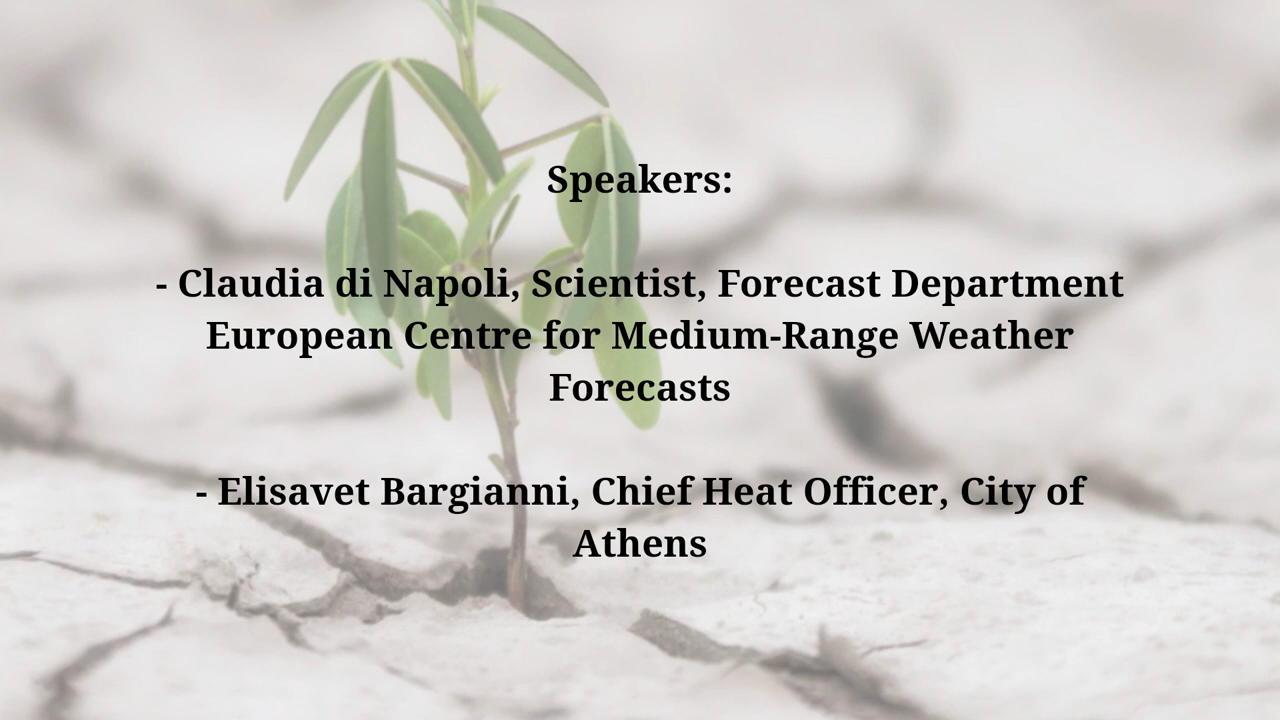 Speakers:
- Claudia di Napoli, Scientist, Forecast Department
European Centre for Medium-Range Weather
Forecasts
- Elisavet Bargianni, Chief Heat Officer, City of
Athens